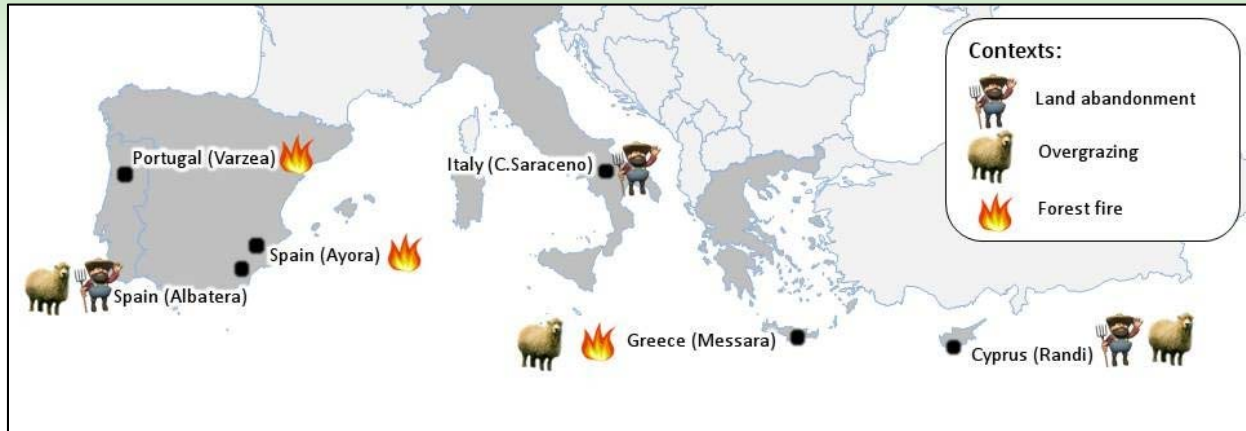 Contexts:
Land abandonment
Overgrazing
Forest fire
Portugal (Varzea)
Italy (C.Saraceno)
Spain (Ayora)
Spain (Albatera)
Greece (Messara)
Cyprus (Randi)